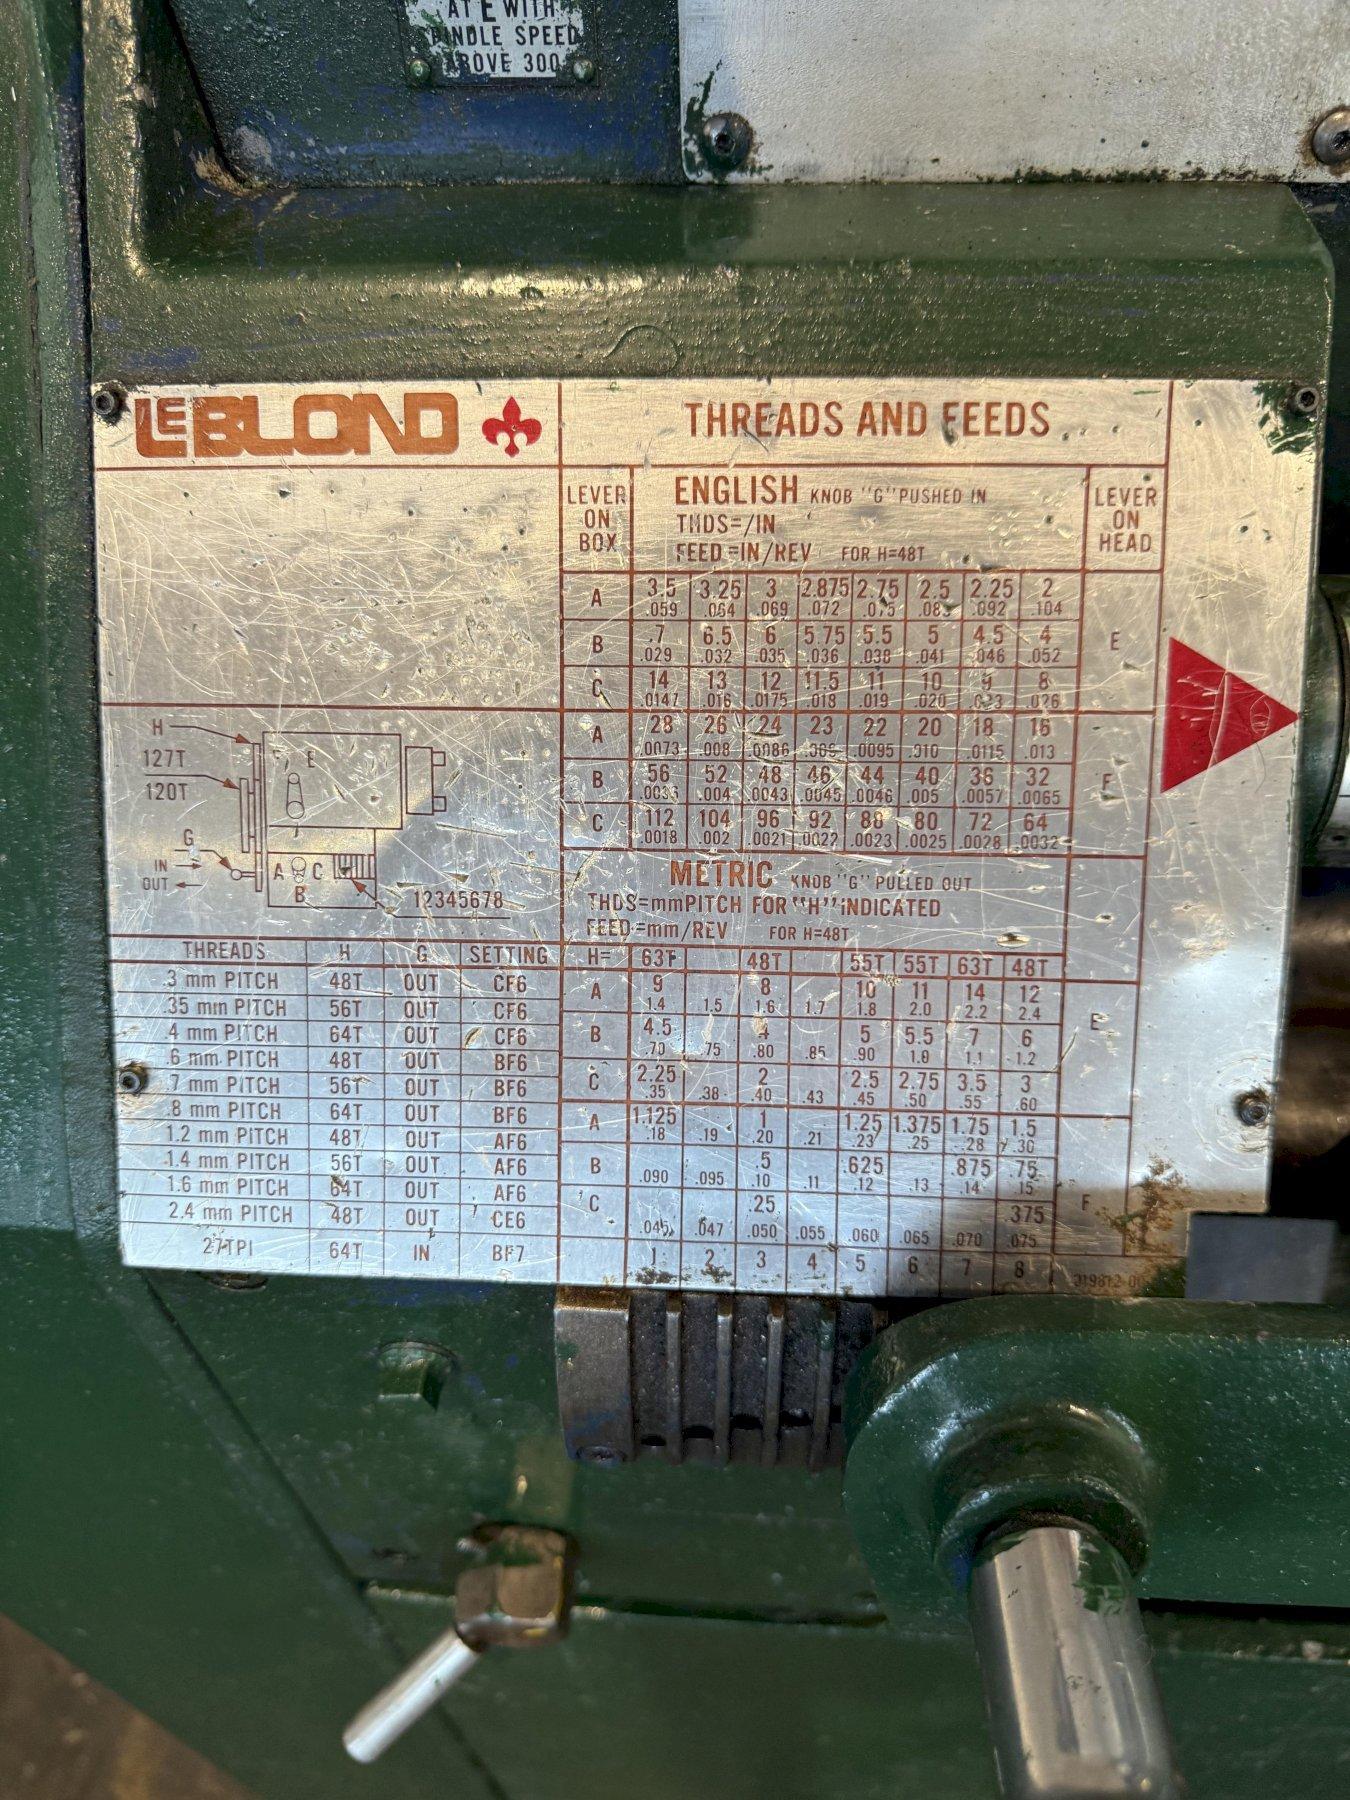 AT E WITH
SPINDLE SPEED
ABOVE 300
LEBLOND
THREADS AND FEEDS
LEVER ON BOX
ENGLISH KNOB "G" PUSHED IN
THDS=/IN
FEED=IN/REV FOR H=48T
LEVER ON HEAD
A 3.5 3.25 3 2.875 2.75 2.5 2.25 2
.059 .064 .069 .072 .075 .083 .092 .104
B .7 6.5 6 5.75 5.5 5 4.5 4 E
.029 .032 .035 .036 .038 .041 .046 .052
C 14 13 12 11.5 11 10 9 8
.0147 .016 .0175 .018 .019 .020 .023 .026
A 28 26 24 23 22 20 18 16
.0073 .008 .0086 .009 .0095 .010 .0115 .013
B 56 52 48 46 44 40 36 32 F
.0036 .004 .0043 .0045 .0046 .005 .0057 .0065
C 112 104 96 92 88 80 72 64
.0018 .002 .0021 .0022 .0023 .0025 .0028 .0032
H
127T
120T
F E
G
IN
OUT
A C
B
12345678
METRIC KNOB "G" PULLED OUT
THDS=mmPITCH FOR "H" INDICATED
FEED=mm/REV FOR H=48T
H= 63T 48T 55T 55T 63T 48T
A 9 8 10 11 14 12
1.4 1.5 1.6 1.7 1.8 2.0 2.2 2.4
B 4.5 4 5 5.5 7 6 E
.70 .75 .80 .85 .90 1.0 1.1 1.2
C 2.25 2 2.5 2.75 3.5 3
.35 .38 .40 .43 .45 .50 .55 .60
A 1.125 1 1.25 1.375 1.75 1.5
.18 .19 .20 .21 .23 .25 .28 .30
B .5 .625 .875 .75
.090 .095 .10 .11 .12 .13 .14 .15
C .25 .375 F
.045 .047 .050 .055 .060 .065 .070 .075
1 2 3 4 5 6 7 8
THREADS H G SETTING
.3 mm PITCH 48T OUT CF6
.35 mm PITCH 56T OUT CF6
.4 mm PITCH 64T OUT CF6
.6 mm PITCH 48T OUT BF6
.7 mm PITCH 56T OUT BF6
.8 mm PITCH 64T OUT BF6
1.2 mm PITCH 48T OUT AF6
1.4 mm PITCH 56T OUT AF6
1.6 mm PITCH 64T OUT AF6
2.4 mm PITCH 48T OUT CE6
27TPI 64T IN BF7